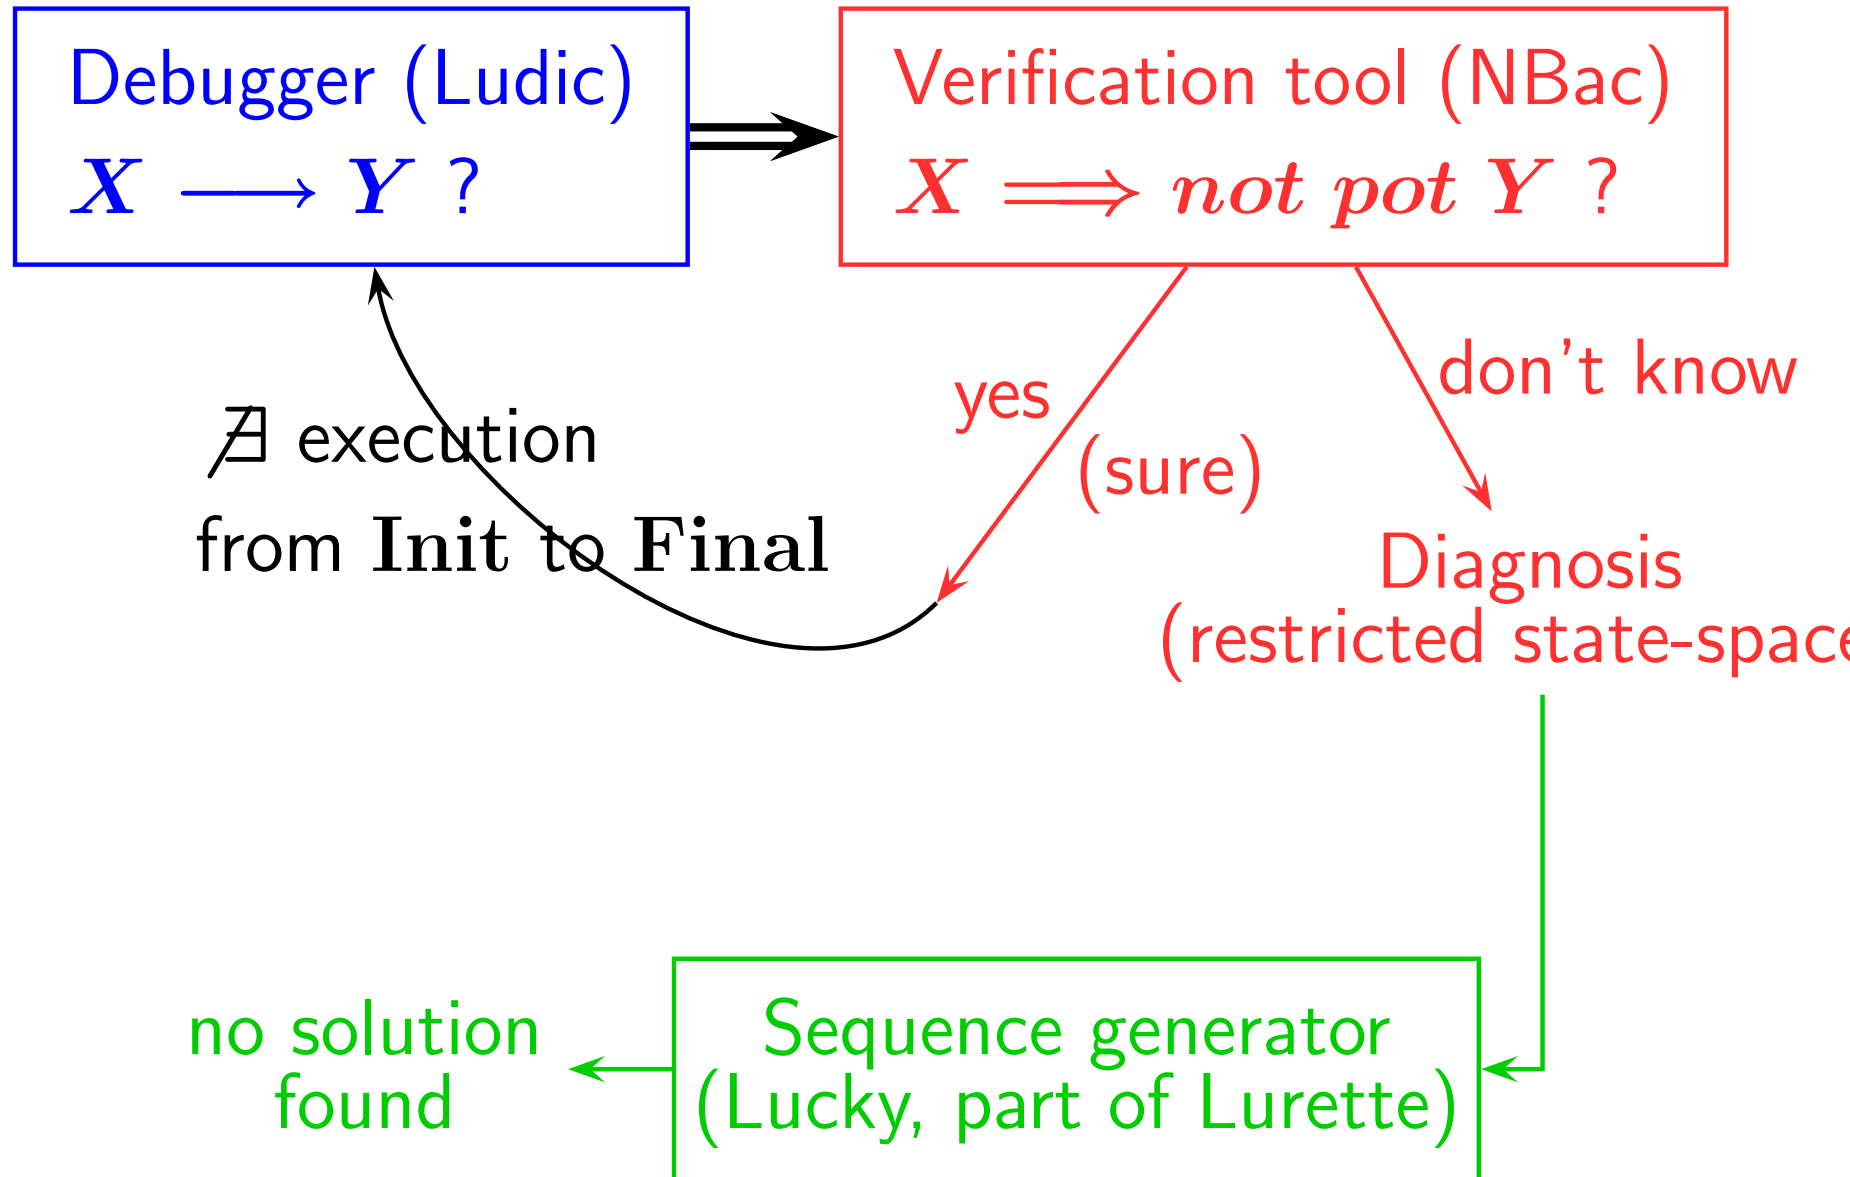 Debugger (Ludic)
X ⟶ Y ?
Verification tool (NBac)
X ⟹ not pot Y ?
yes
(sure)
don't know
∄ execution
from Init to Final
Diagnosis
(restricted state-space
Sequence generator
(Lucky, part of Lurette)
no solution
found